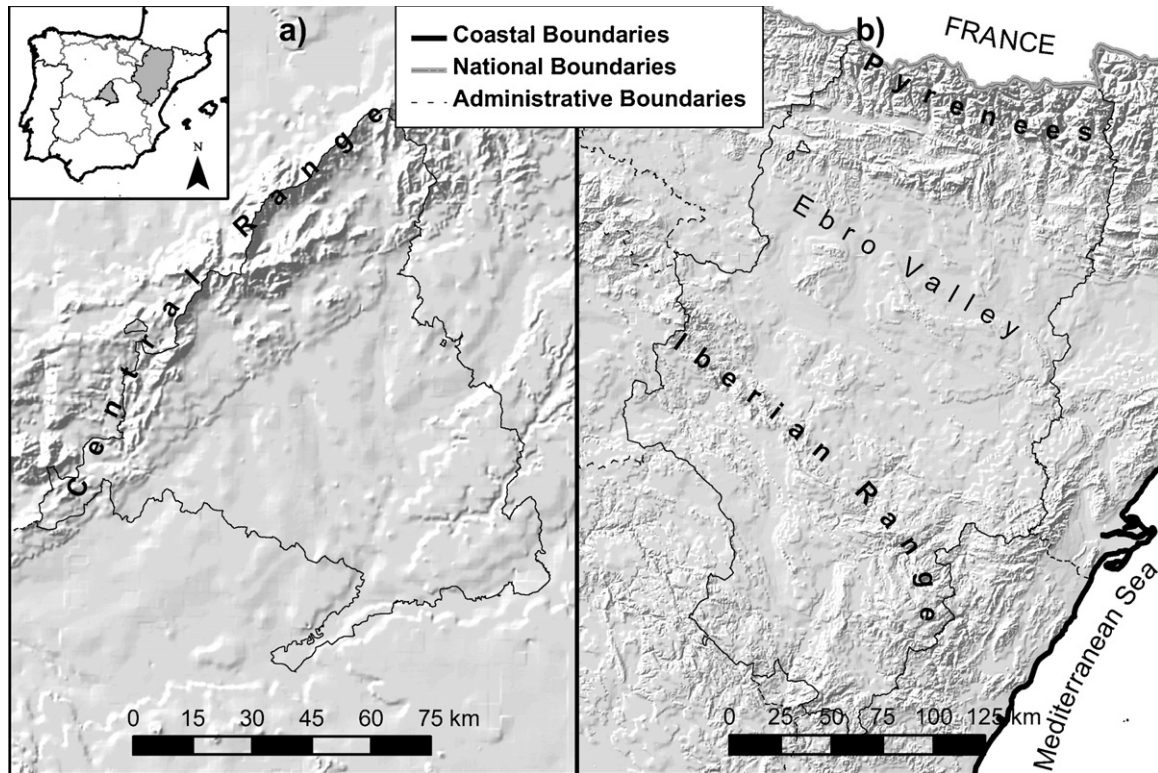 N
a)
Central Range
0 15 30 45 60 75 km
Coastal Boundaries
National Boundaries
Administrative Boundaries
b)
FRANCE
Pyrenees
Ebro Valley
Iberian Range
Mediterranean Sea
0 25 50 75 100 125 km